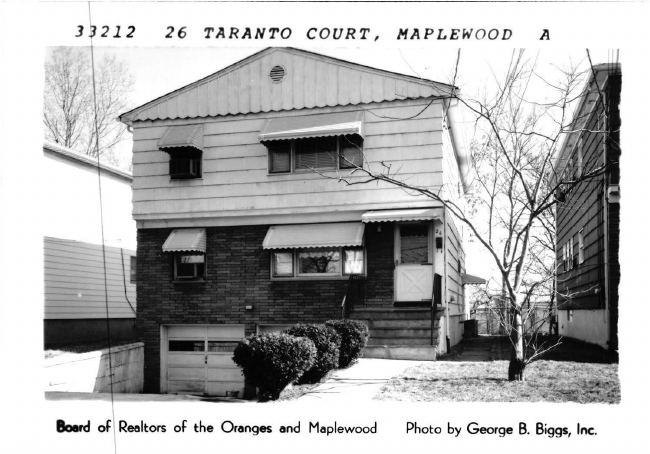 33212 26 TARANTO COURT, MAPLEWOOD A
Board of Realtors of the Oranges and Maplewood Photo by George B. Biggs, Inc.